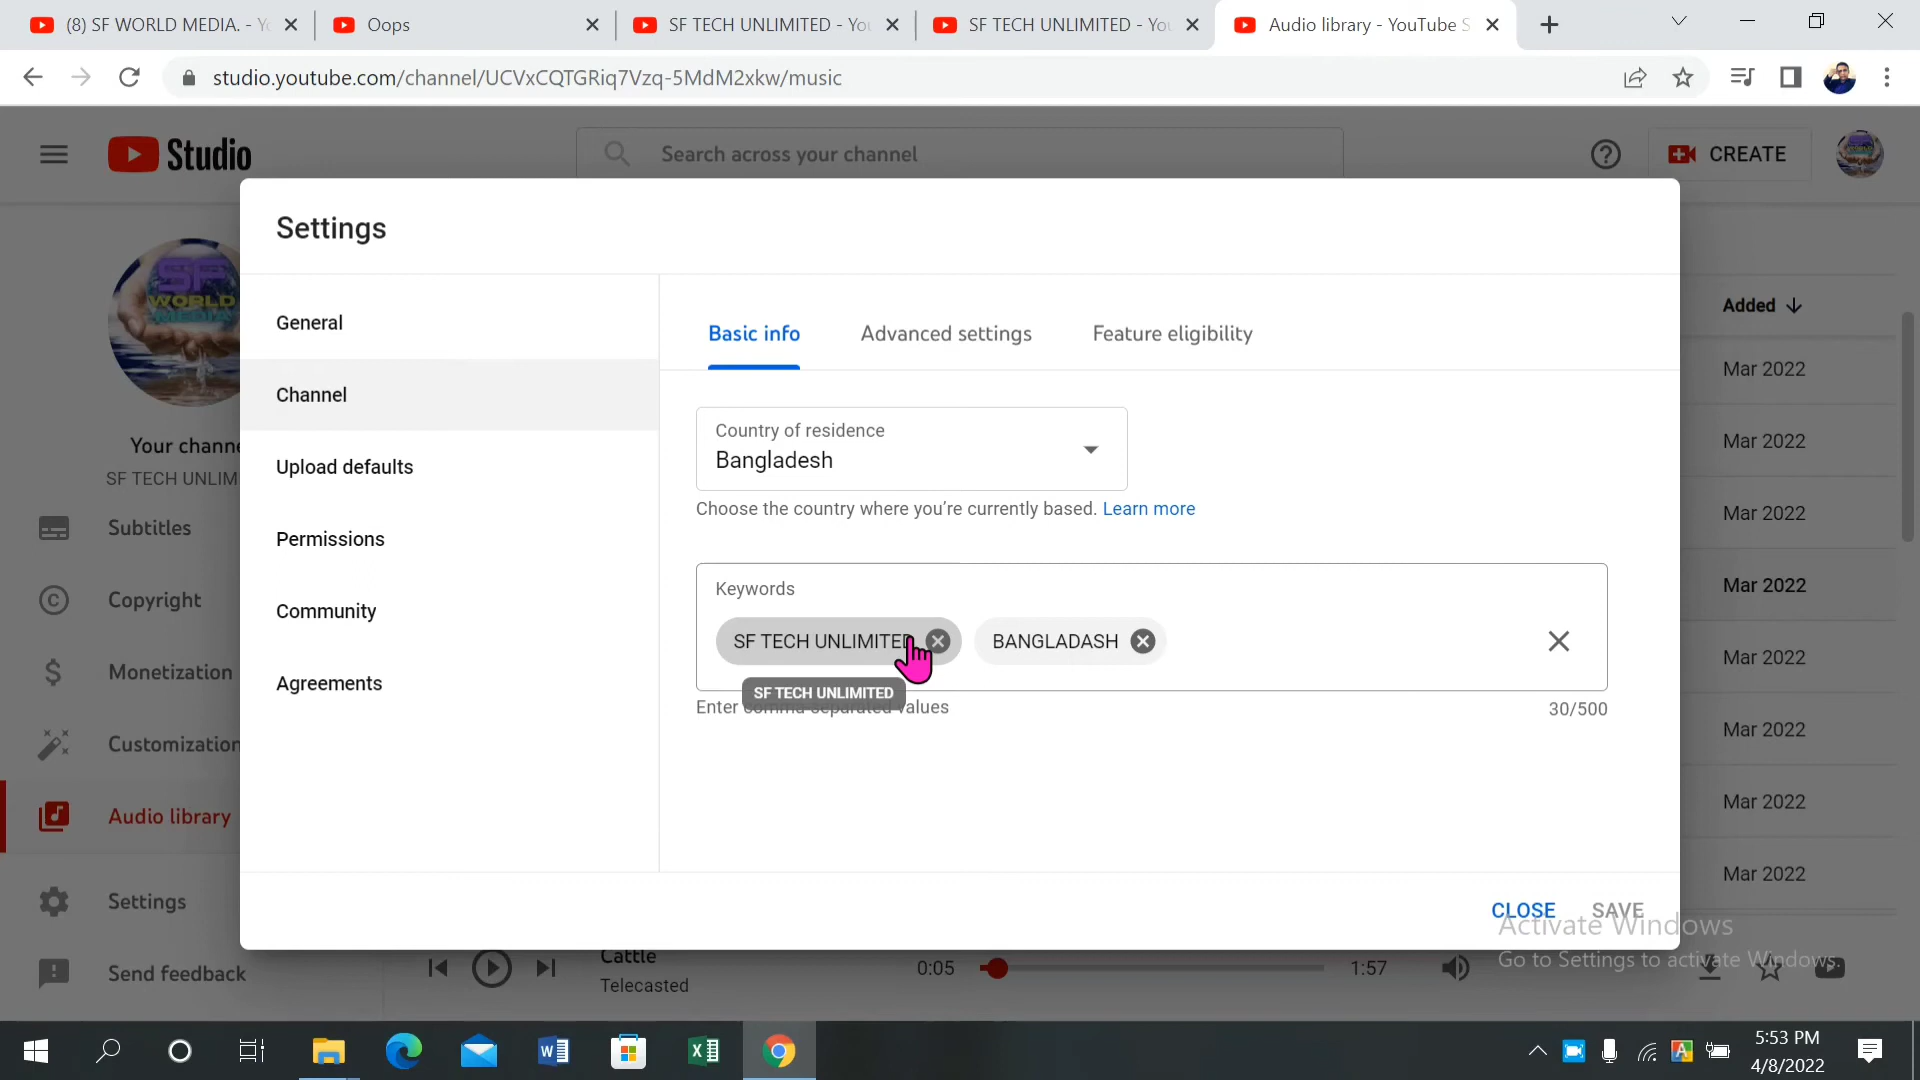 (8) SF WORLD MEDIA. - Yo
Oops
SF TECH UNLIMITED - You
SF TECH UNLIMITED - You
Audio library - YouTube S
studio.youtube.com/channel/UCVxCQTGRiq7Vzq-5MdM2xkw/music
Studio
Search across your channel
CREATE
Settings
SF
WORLD
MEDIA
Your channe
SF TECH UNLIM
Subtitles
Copyright
Monetization
Customization
Audio library
Settings
Send feedback
General
Channel
Upload defaults
Permissions
Community
Agreements
Basic info
Advanced settings
Feature eligibility
Country of residence
Bangladesh
Choose the country where you're currently based. Learn more
Keywords
SF TECH UNLIMITED
BANGLADASH
SF TECH UNLIMITED
Enter comma-separated values
30/500
CLOSE
SAVE
Added
Mar 2022
Mar 2022
Mar 2022
Mar 2022
Mar 2022
Mar 2022
Mar 2022
Mar 2022
Activate Windows
Go to Settings to activate Windows.
Cattle
Telecasted
0:05
1:57
5:53 PM
4/8/2022